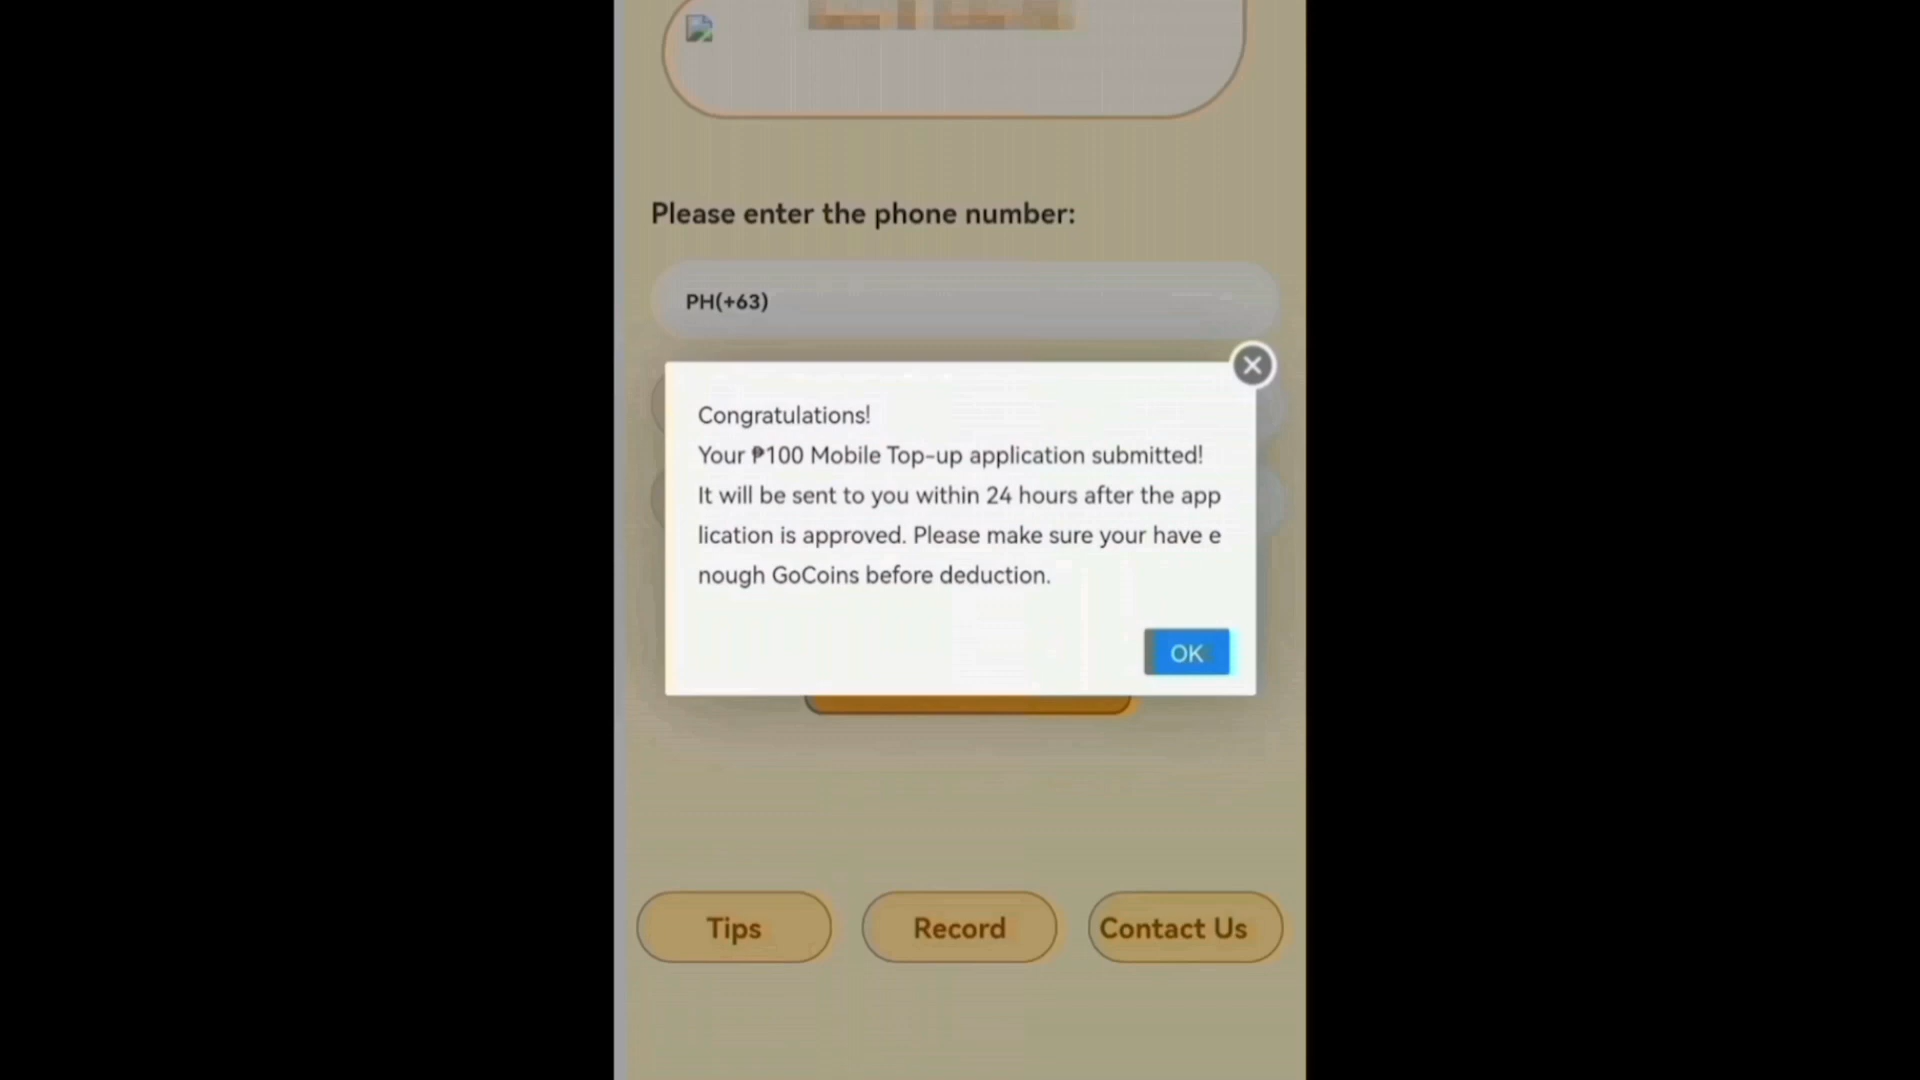 Please enter the phone number:
PH(+63)
Congratulations!
Your ₱100 Mobile Top-up application submitted!
It will be sent to you within 24 hours after the app
lication is approved. Please make sure your have e
nough GoCoins before deduction.
OK
Tips
Record
Contact Us